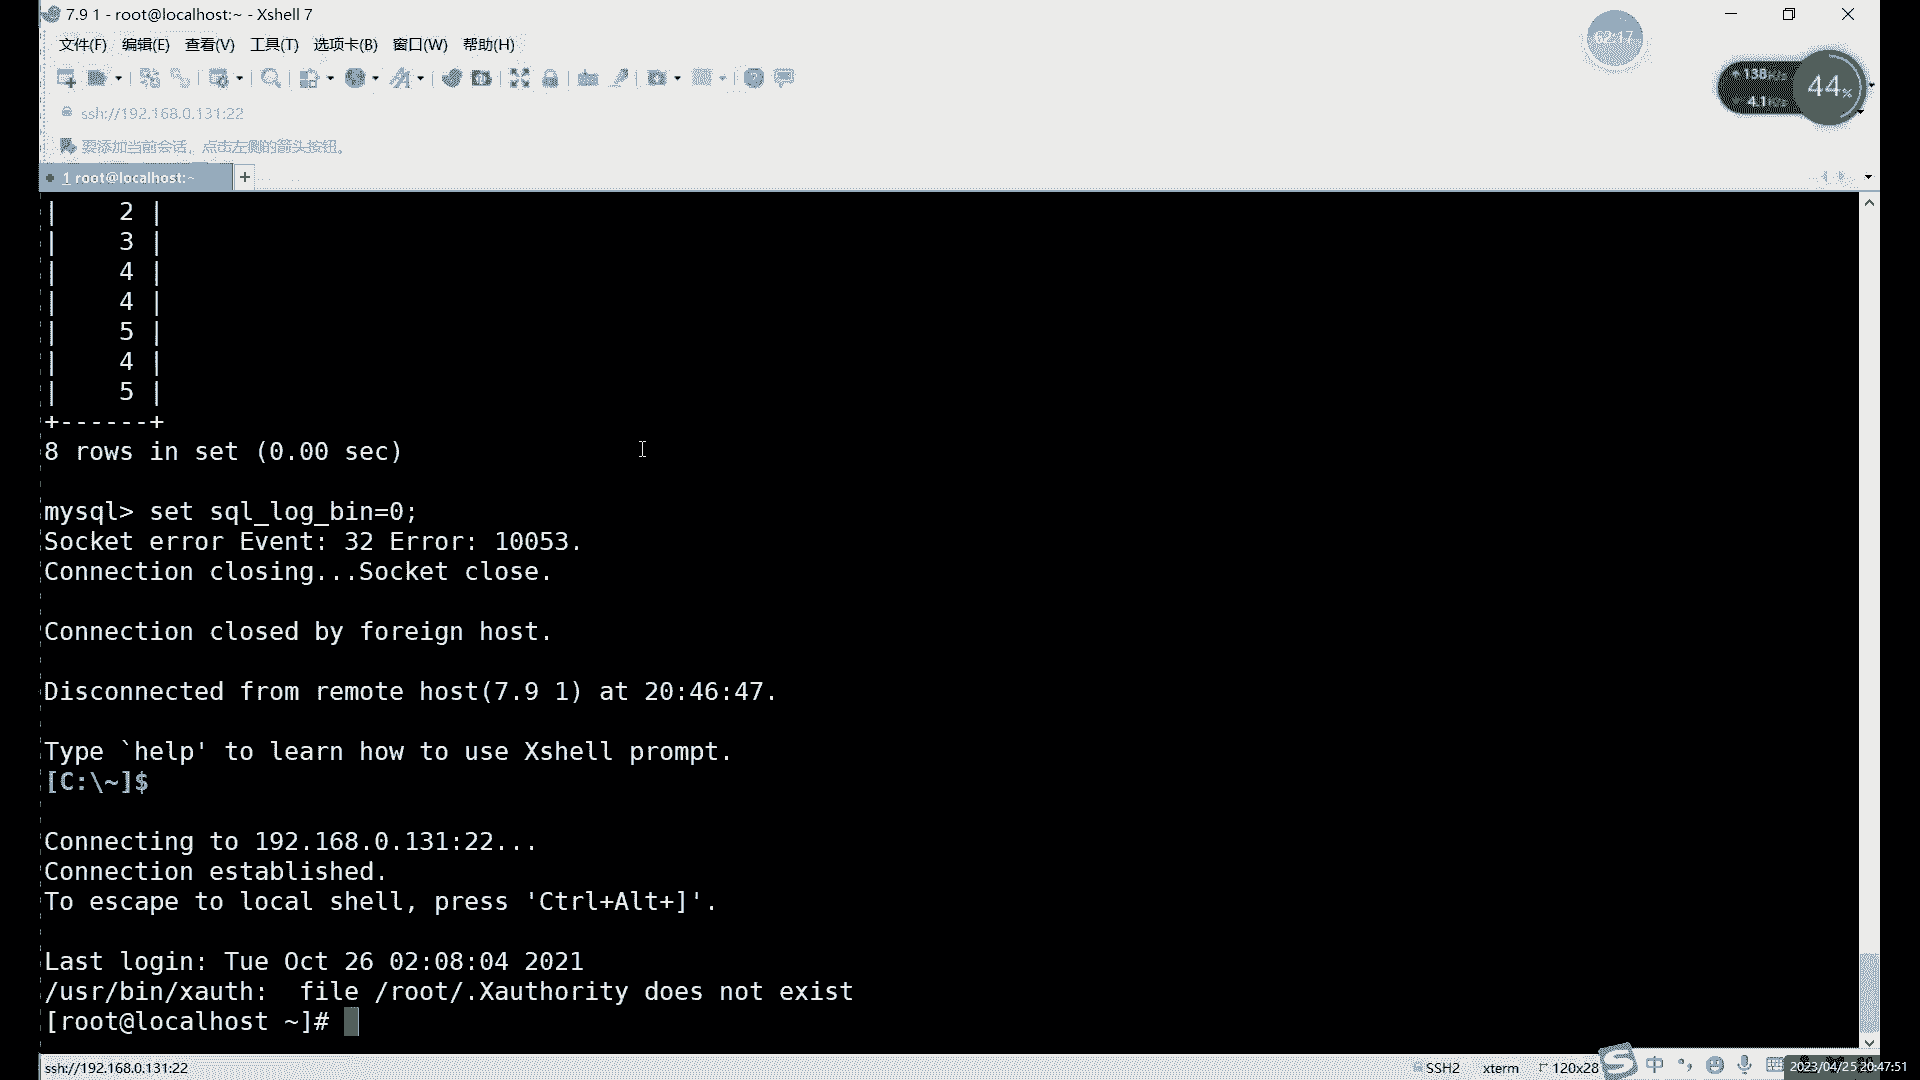 7.9 1 - root@localhost:~ - Xshell 7
文件(F) 编辑(E) 查看(V) 工具(T) 选项卡(B) 窗口(W) 帮助(H)
62:17
138K/s
4.1K/s
44%
ssh://192.168.0.131:22
要添加当前会话，点击左侧的箭头按钮。
1 root@localhost:~
+
| 2 |
| 3 |
| 4 |
| 4 |
| 5 |
| 4 |
| 5 |
+------+
8 rows in set (0.00 sec)
mysql> set sql_log_bin=0;
Socket error Event: 32 Error: 10053.
Connection closing...Socket close.
Connection closed by foreign host.
Disconnected from remote host(7.9 1) at 20:46:47.
Type `help' to learn how to use Xshell prompt.
[C:\~]$
Connecting to 192.168.0.131:22...
Connection established.
To escape to local shell, press 'Ctrl+Alt+]'.
Last login: Tue Oct 26 02:08:04 2021
/usr/bin/xauth:  file /root/.Xauthority does not exist
[root@localhost ~]#
ssh://192.168.0.131:22
SSH2 xterm 120x28
中
2023/04/25 20:47:51